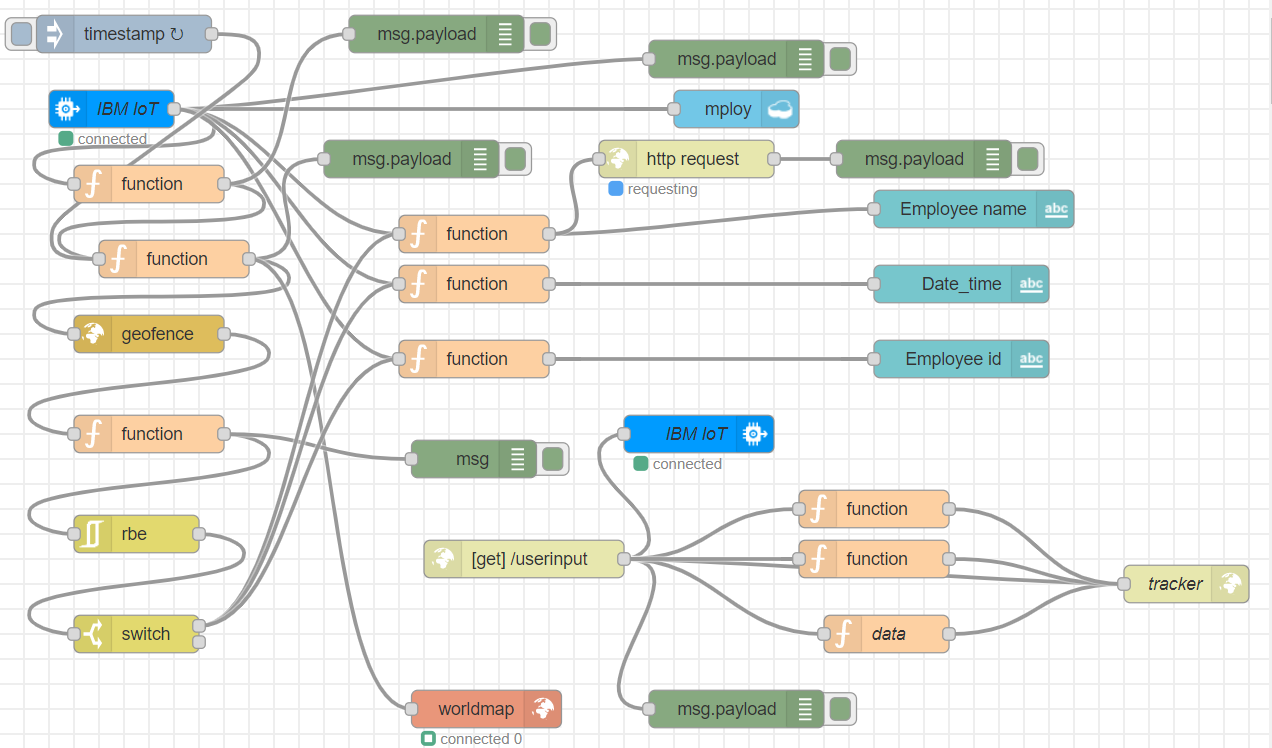 timestamp ↻
msg.payload
msg.payload
IBM IoT
mploy
connected
msg.payload
http request
msg.payload
function
requesting
Employee name
abc
function
function
function
Date_time
abc
geofence
function
Employee id
abc
function
IBM IoT
msg
connected
function
rbe
[get] /userinput
function
tracker
switch
data
worldmap
msg.payload
connected 0